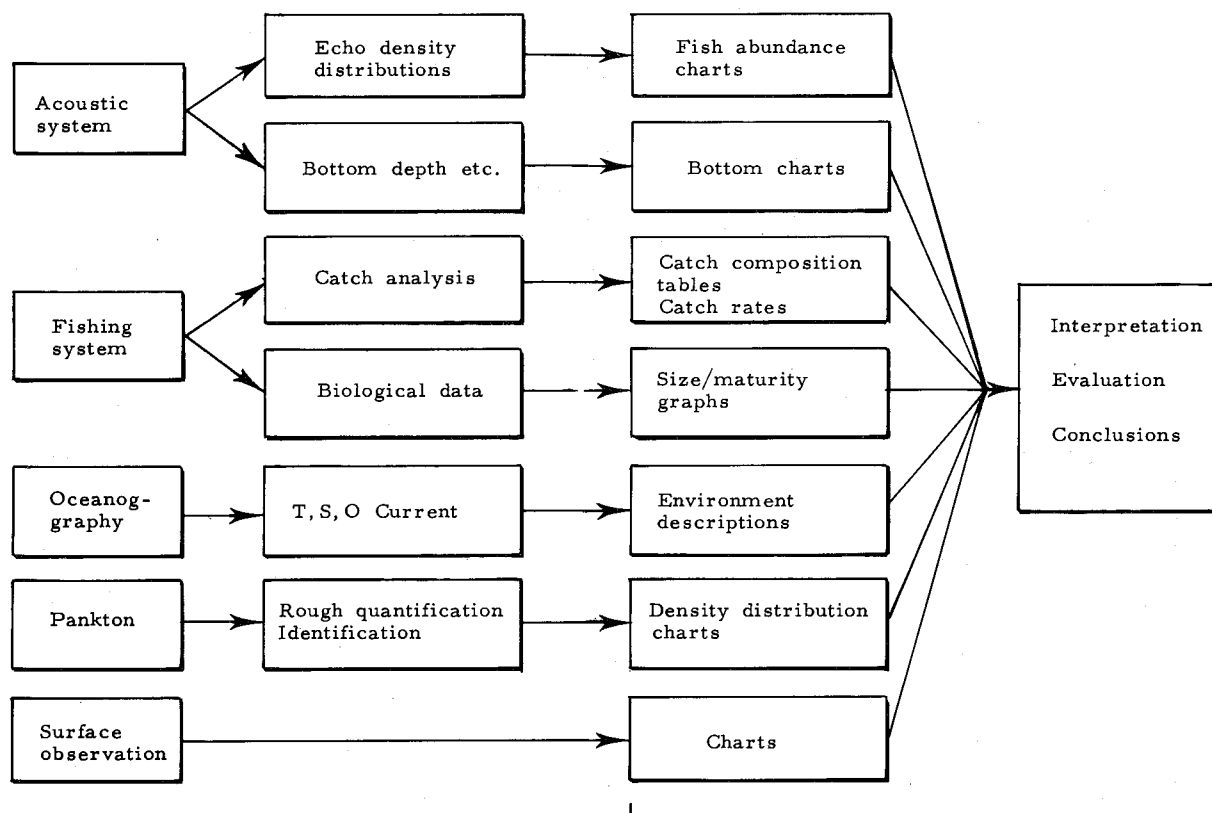 Echo density
distributions
Fish abundance
charts
Acoustic
system
Bottom depth etc.
Bottom charts
Catch analysis
Catch composition
tables
Catch rates
Fishing
system
Biological data
Size/maturity
graphs
Interpretation
Evaluation
Conclusions
Oceanog-
graphy
T, S, O Current
Environment
descriptions
Pankton
Rough quantification
Identification
Density distribution
charts
Surface
observation
Charts